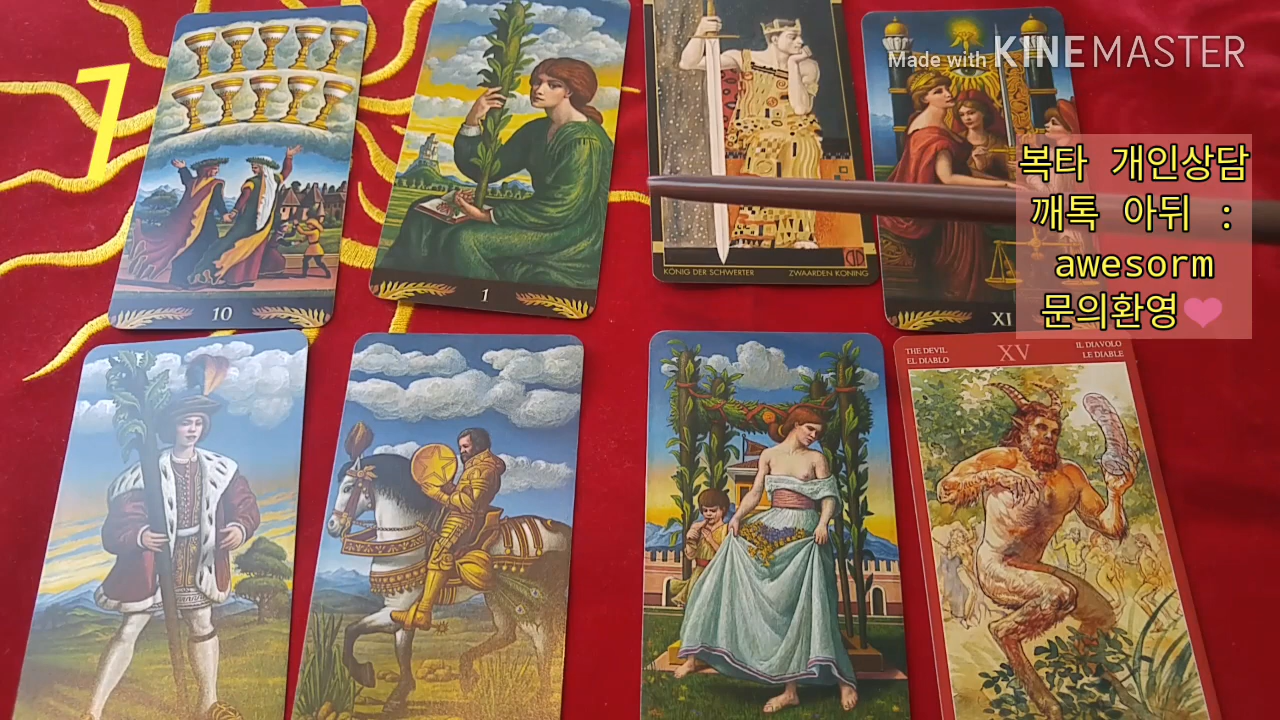 1
Made with KINEMASTER
복타 개인상담
깨톡 아뒤 :
awesorm
문의환영
10
1
KÖNIG DER SCHWERTER
ZWAARDEN KONING
XI
THE DEVIL
EL DIABLO
XV
IL DIAVOLO
LE DIABLE